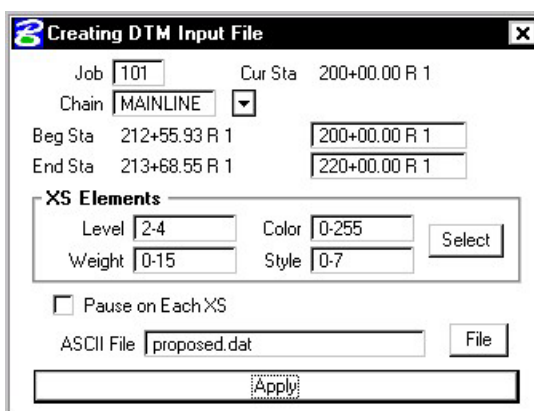 Creating DTM Input File
Job 101 Cur Sta 200+00.00 R 1
Chain MAINLINE
Beg Sta 212+55.93 R 1 200+00.00 R 1
End Sta 213+68.55 R 1 220+00.00 R 1
XS Elements
Level 2-4 Color 0-255 Select
Weight 0-15 Style 0-7
Pause on Each XS
ASCII File proposed.dat File
Apply